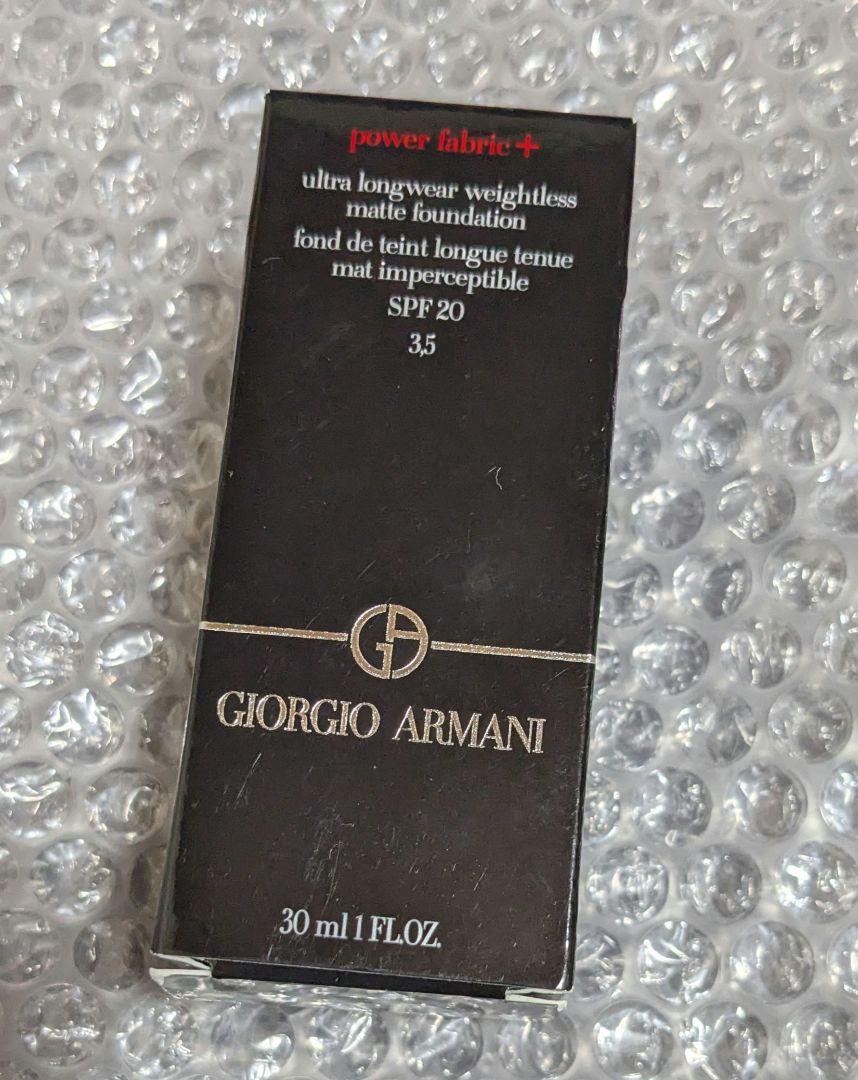 power fabric+
ultra longwear weightless
matte foundation
fond de teint longue tenue
mat imperceptible
SPF 20
3,5
GA
GIORGIO ARMANI
30 ml 1 FL.OZ.